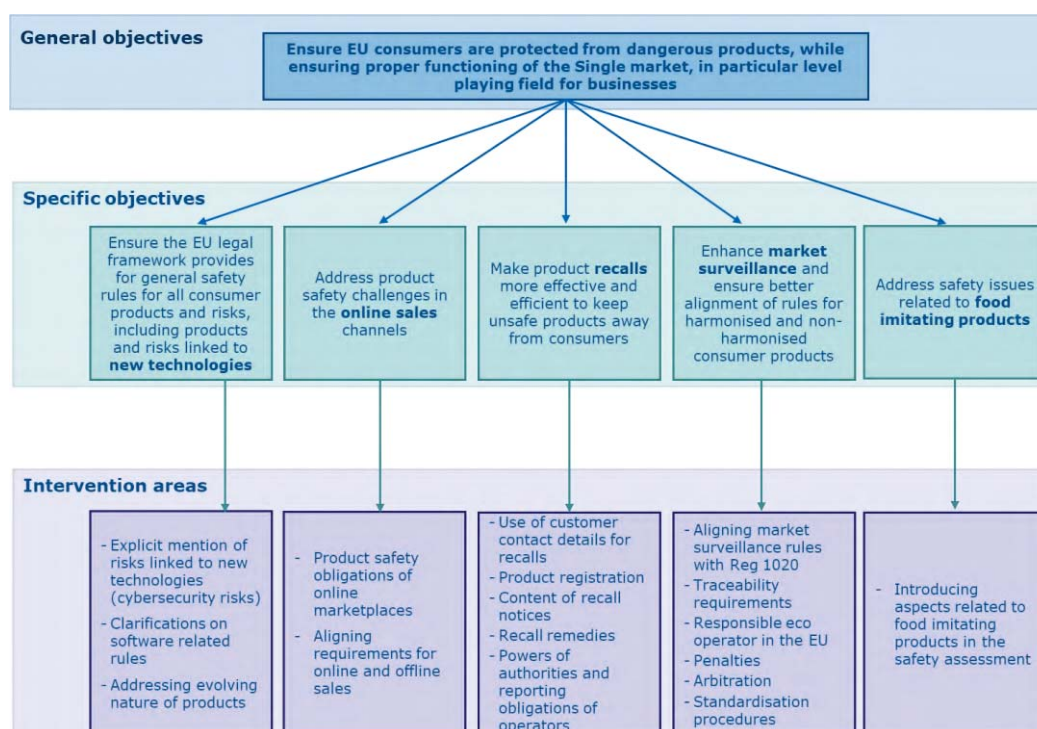 General objectives
Ensure EU consumers are protected from dangerous products, while
ensuring proper functioning of the Single market, in particular level
playing field for businesses
Specific objectives
Ensure the EU legal
framework provides
for general safety
rules for all consumer
products and risks,
including products
and risks linked to
new technologies
Address product
safety challenges in
the online sales
channels
Make product recalls
more effective and
efficient to keep
unsafe products away
from consumers
Enhance market
surveillance and
ensure better
alignment of rules for
harmonised and non-
harmonised
consumer products
Address safety issues
related to food
imitating products
Intervention areas
- Explicit mention of
risks linked to new
technologies
(cybersecurity risks)
- Clarifications on
software related
rules
- Addressing evolving
nature of products
- Product safety
obligations of
online
marketplaces
- Aligning
requirements for
online and offline
sales
- Use of customer
contact details for
recalls
- Product registration
- Content of recall
notices
- Recall remedies
- Powers of
authorities and
reporting
obligations of
operators
- Aligning market
surveillance rules
with Reg 1020
- Traceability
requirements
- Responsible eco
operator in the EU
- Penalties
- Arbitration
- Standardisation
procedures
- Introducing
aspects related to
food imitating
products in the
safety assessment